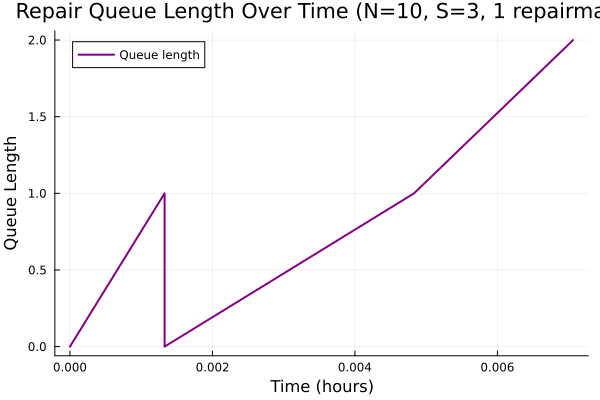 Repair Queue Length Over Time (N=10, S=3, 1 repairma
Queue length
2.0
1.5
1.0
0.5
0.0
Queue Length
0.000 0.002 0.004 0.006
Time (hours)